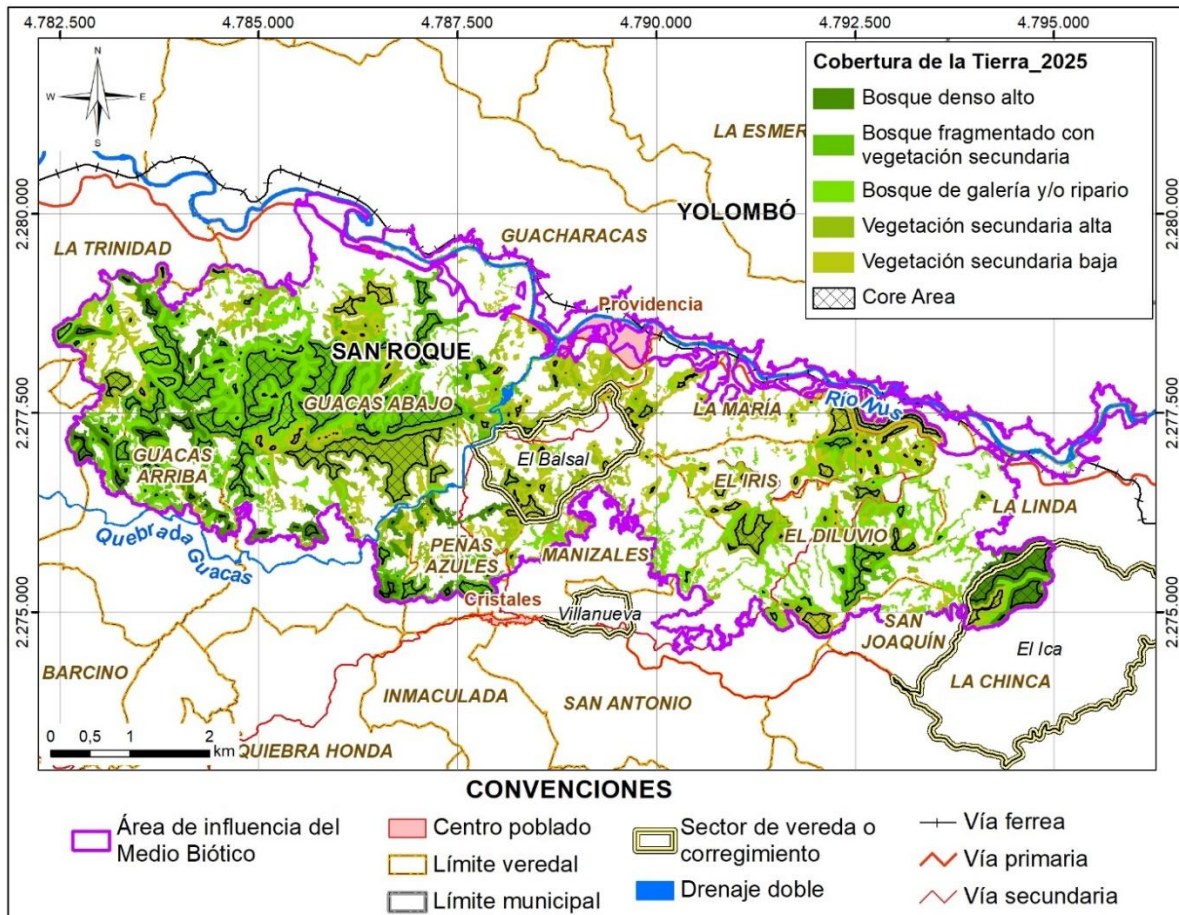 4.782.500 4.785.000 4.787.500 4.790.000 4.792.500 4.795.000
N
W E
S
Cobertura de la Tierra_2025
Bosque denso alto
Bosque fragmentado con
vegetación secundaria
Bosque de galería y/o ripario
Vegetación secundaria alta
Vegetación secundaria baja
Core Area
LA ESMER
2.280.000
YOLOMBÓ
2.280.000
GUACHARACAS
LA TRINIDAD
Providencia
SAN ROQUE
GUACAS ABAJO
LA MARÍA
Río Nus
2.277.500
2.277.500
GUACAS
ARRIBA
El Balsal
EL IRIS
LA LINDA
Quebrada Guacas
PEÑAS
AZULES
MANIZALES
EL DILUVIO
2.275.000
Cristales
Villanueva
SAN
JOAQUÍN
2.275.000
El Ica
BARCINO
INMACULADA
SAN ANTONIO
LA CHINCA
0 0,5 1 2
km
QUIEBRA HONDA
CONVENCIONES
Área de influencia del
Medio Biótico
Centro poblado
Límite veredal
Límite municipal
Sector de vereda o
corregimiento
Drenaje doble
Vía ferrea
Vía primaria
Vía secundaria